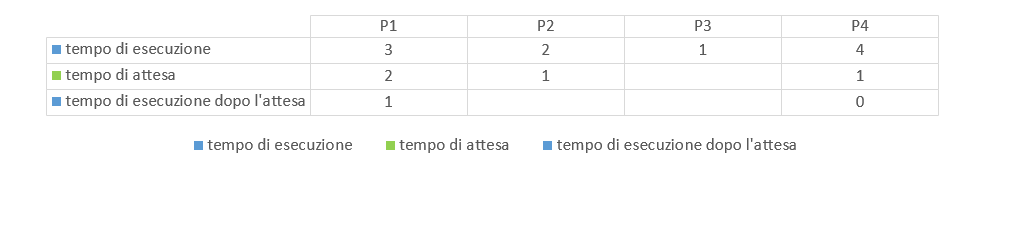 P1 P2 P3 P4
tempo di esecuzione 3 2 1 4
tempo di attesa 2 1 1
tempo di esecuzione dopo l'attesa 1 0
tempo di esecuzione tempo di attesa tempo di esecuzione dopo l'attesa